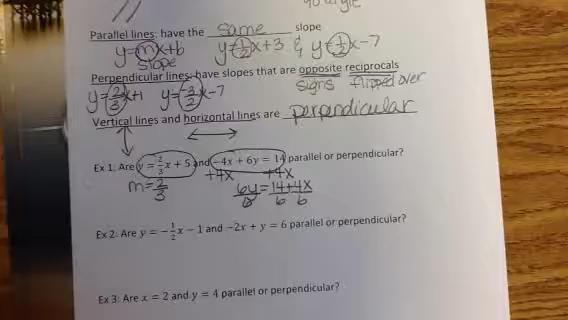 90 angle
Parallel lines: have the same slope
y=mx+b y=1/2x+3 & y=1/2x-7
slope
Perpendicular lines: have slopes that are opposite reciprocals
signs flipped over
y=2/3x+1 y=-3/2x-7
Vertical lines and horizontal lines are perpendicular
Ex 1: Are y = 2/3x + 5 and -4x + 6y = 14 parallel or perpendicular?
+4x +4x
m=2/3 6y=14+4x
6 6 6
Ex 2: Are y = -1/2x - 1 and -2x + y = 6 parallel or perpendicular?
Ex 3: Are x = 2 and y = 4 parallel or perpendicular?